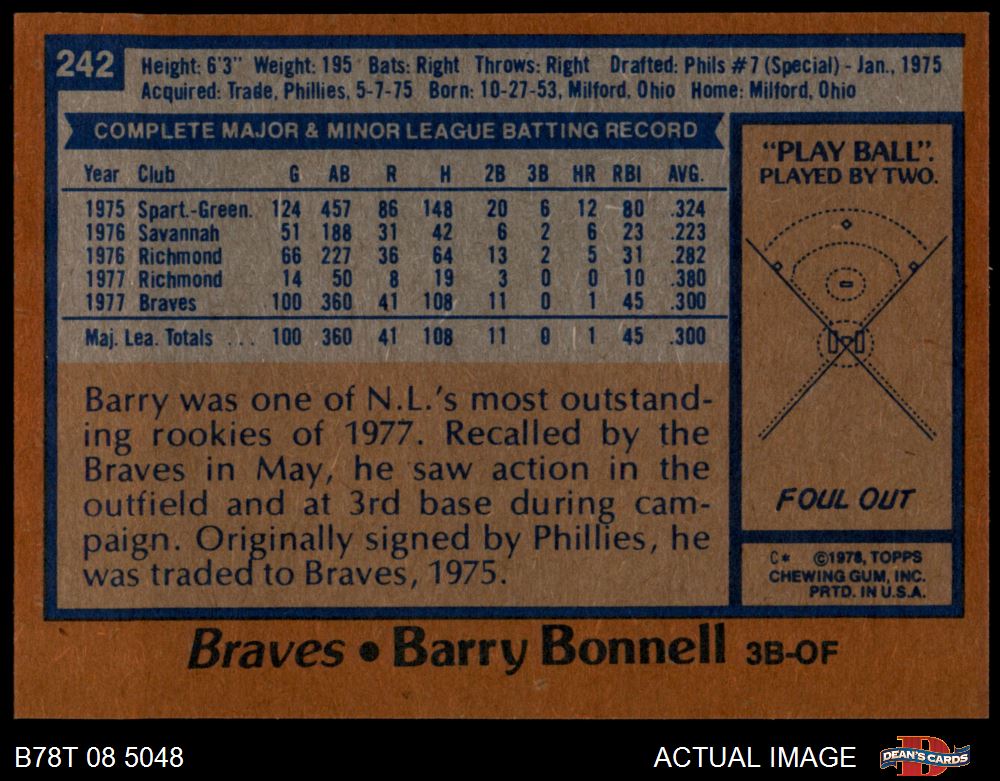 242
Height: 6'3" Weight: 195 Bats: Right Throws: Right Drafted: Phils #7 (Special) - Jan., 1975
Acquired: Trade, Phillies, 5-7-75 Born: 10-27-53, Milford, Ohio Home: Milford, Ohio
COMPLETE MAJOR & MINOR LEAGUE BATTING RECORD
Year Club G AB R H 2B 3B HR RBI AVG.
1975 Spart.-Green. 124 457 86 148 20 6 12 80 .324
1976 Savannah 51 188 31 42 6 2 6 23 .223
1976 Richmond 66 227 36 64 13 2 5 31 .282
1977 Richmond 14 50 8 19 3 0 0 10 .380
1977 Braves 100 360 41 108 11 0 1 45 .300
Maj. Lea. Totals ... 100 360 41 108 11 0 1 45 .300
Barry was one of N.L.'s most outstand-
ing rookies of 1977. Recalled by the
Braves in May, he saw action in the
outfield and at 3rd base during cam-
paign. Originally signed by Phillies, he
was traded to Braves, 1975.
"PLAY BALL".
PLAYED BY TWO.
FOUL OUT
C* ©1978, TOPPS
CHEWING GUM, INC.
PRTD. IN U.S.A.
Braves • Barry Bonnell 3B-OF
B78T 08 5048
ACTUAL IMAGE
DEAN'S CARDS